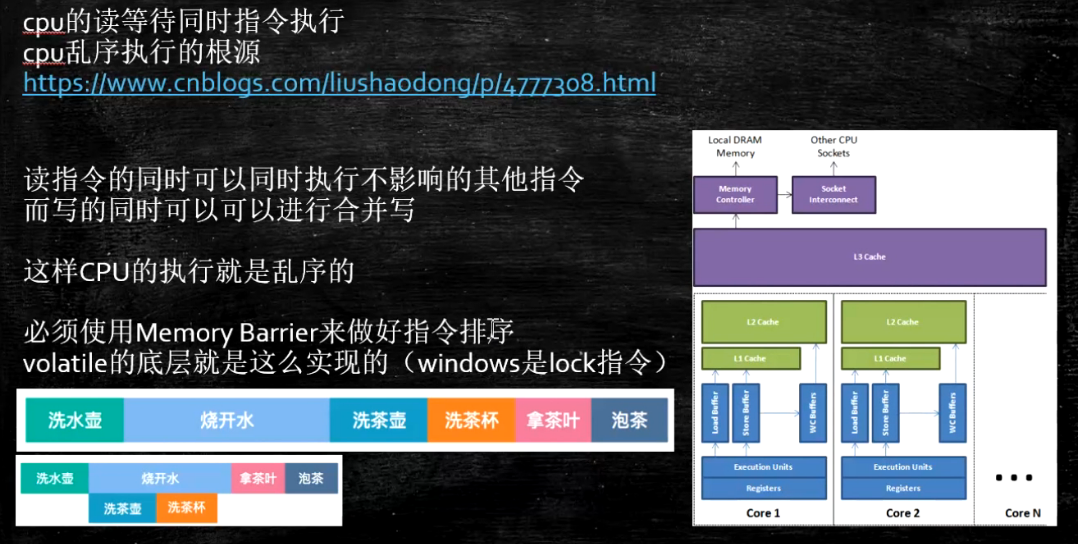 cpu的读等待同时指令执行
cpu乱序执行的根源
https://www.cnblogs.com/liushaodong/p/4777308.html
读指令的同时可以同时执行不影响的其他指令
而写的同时可以可以进行合并写
这样CPU的执行就是乱序的
必须使用Memory Barrier来做好指令排序
volatile的底层就是这么实现的（windows是lock指令）
洗水壶 烧开水 洗茶壶 洗茶杯 拿茶叶 泡茶
洗水壶 烧开水 拿茶叶 泡茶
洗茶壶 洗茶杯
Local DRAM Memory
Other CPU Sockets
Memory Controller
Socket Interconnect
L3 Cache
L2 Cache
L1 Cache
Load Buffer
Store Buffer
WC Buffers
Execution Units
Registers
Core 1
L2 Cache
L1 Cache
Load Buffer
Store Buffer
WC Buffers
Execution Units
Registers
Core 2
Core N